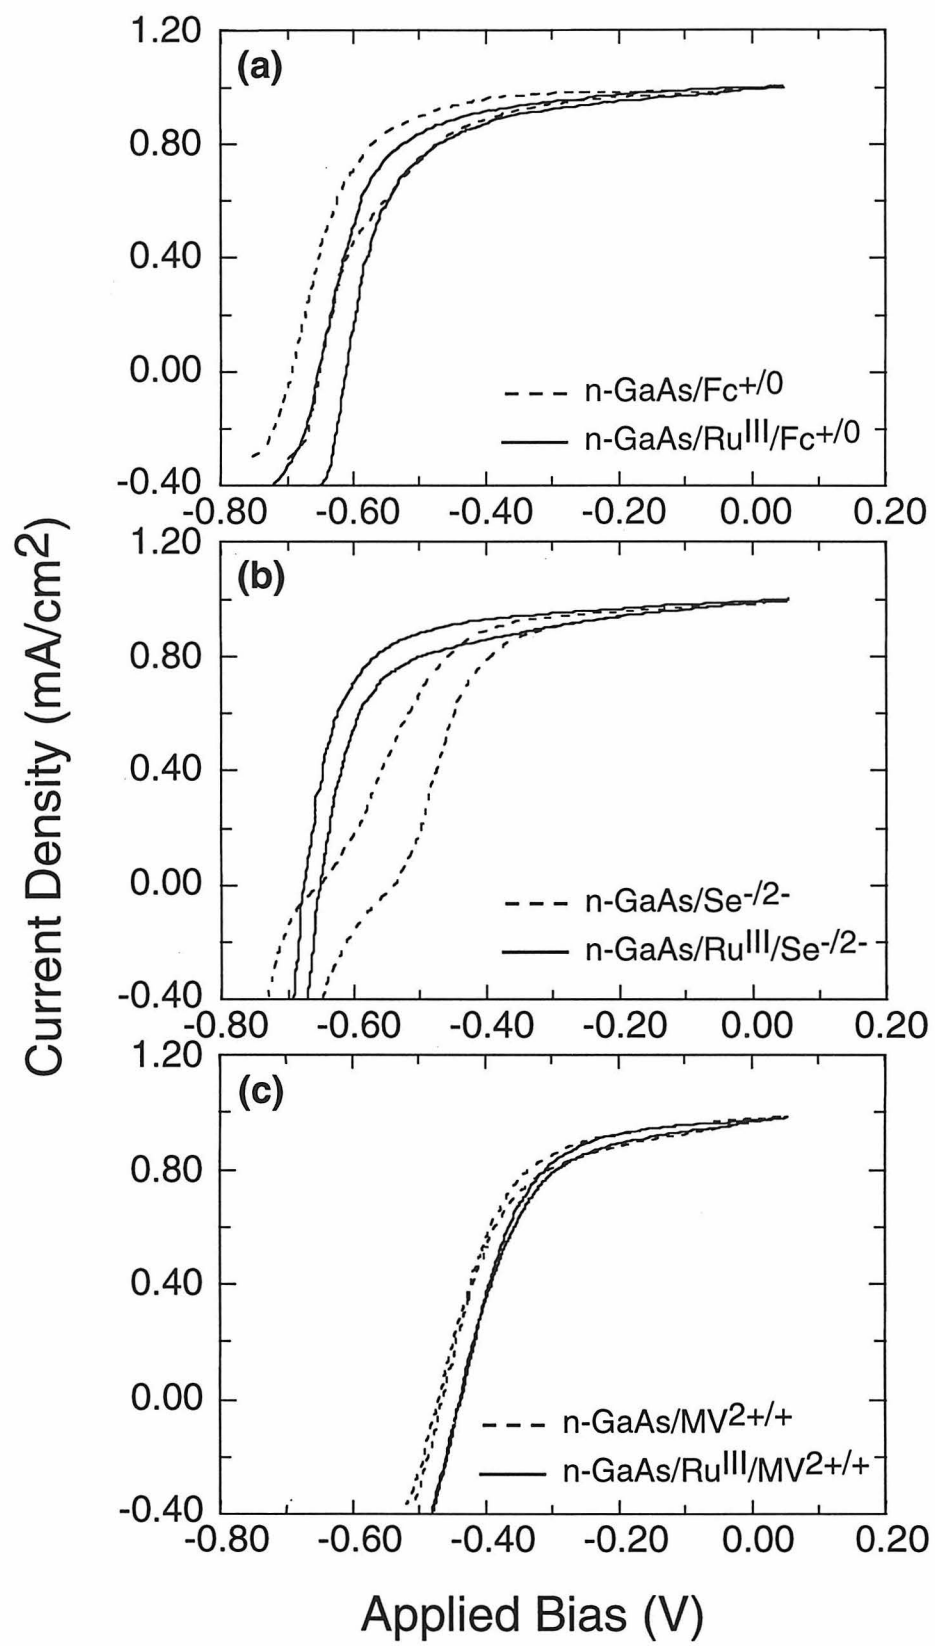 1.20
(a)
0.80
0.40
0.00
n-GaAs/Fc+/0
n-GaAs/RuIII/Fc+/0
-0.40
-0.80 -0.60 -0.40 -0.20 0.00 0.20
1.20
(b)
0.80
0.40
0.00
n-GaAs/Se-/2-
n-GaAs/RuIII/Se-/2-
-0.40
-0.80 -0.60 -0.40 -0.20 0.00 0.20
1.20
(c)
0.80
0.40
0.00
n-GaAs/MV2+/+
n-GaAs/RuIII/MV2+/+
-0.40
-0.80 -0.60 -0.40 -0.20 0.00 0.20
Current Density (mA/cm2)
Applied Bias (V)